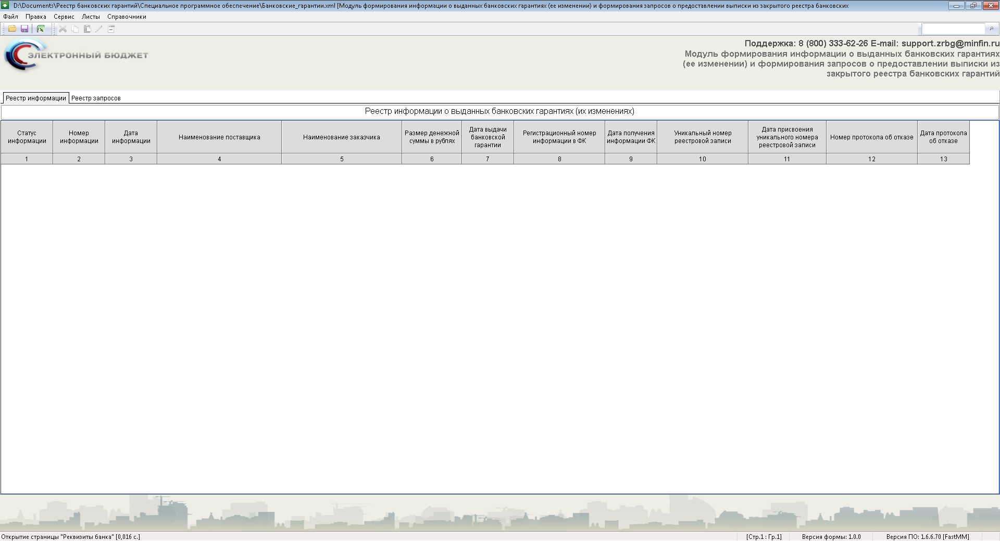 D:\Documents\Реестр банковских гарантий\Специальное программное обеспечение\Банковские_гарантии.xml [Модуль формирования информации о выданных банковских гарантиях (ее изменении) и формирования запросов о предоставлении выписки из закрытого реестра банковских
Файл Правка Сервис Листы Справочники
ЭЛЕКТРОННЫЙ БЮДЖЕТ
Поддержка: 8 (800) 333-62-26 E-mail: support.zrbg@minfin.ru
Модуль формирования информации о выданных банковских гарантиях
(ее изменении) и формирования запросов о предоставлении выписки из
закрытого реестра банковских гарантий
Реестр информации Реестр запросов
Реестр информации о выданных банковских гарантиях (их изменениях)
Статус
информации
Номер
информации
Дата
информации
Наименование поставщика
Наименование заказчика
Размер денежной
суммы в рублях
Дата выдачи
банковской
гарантии
Регистрационный номер
информации в ФК
Дата получения
информации ФК
Уникальный номер
реестровой записи
Дата присвоения
уникального номера
реестровой записи
Номер протокола об отказе
Дата протокола
об отказе
1 2 3 4 5 6 7 8 9 10 11 12 13
Открытие страницы "Реквизиты банка" [0,016 с.]
[Стр.1 : Гр.1] Версия формы: 1.0.0 Версия ПО: 1.6.6.70 [FastMM]